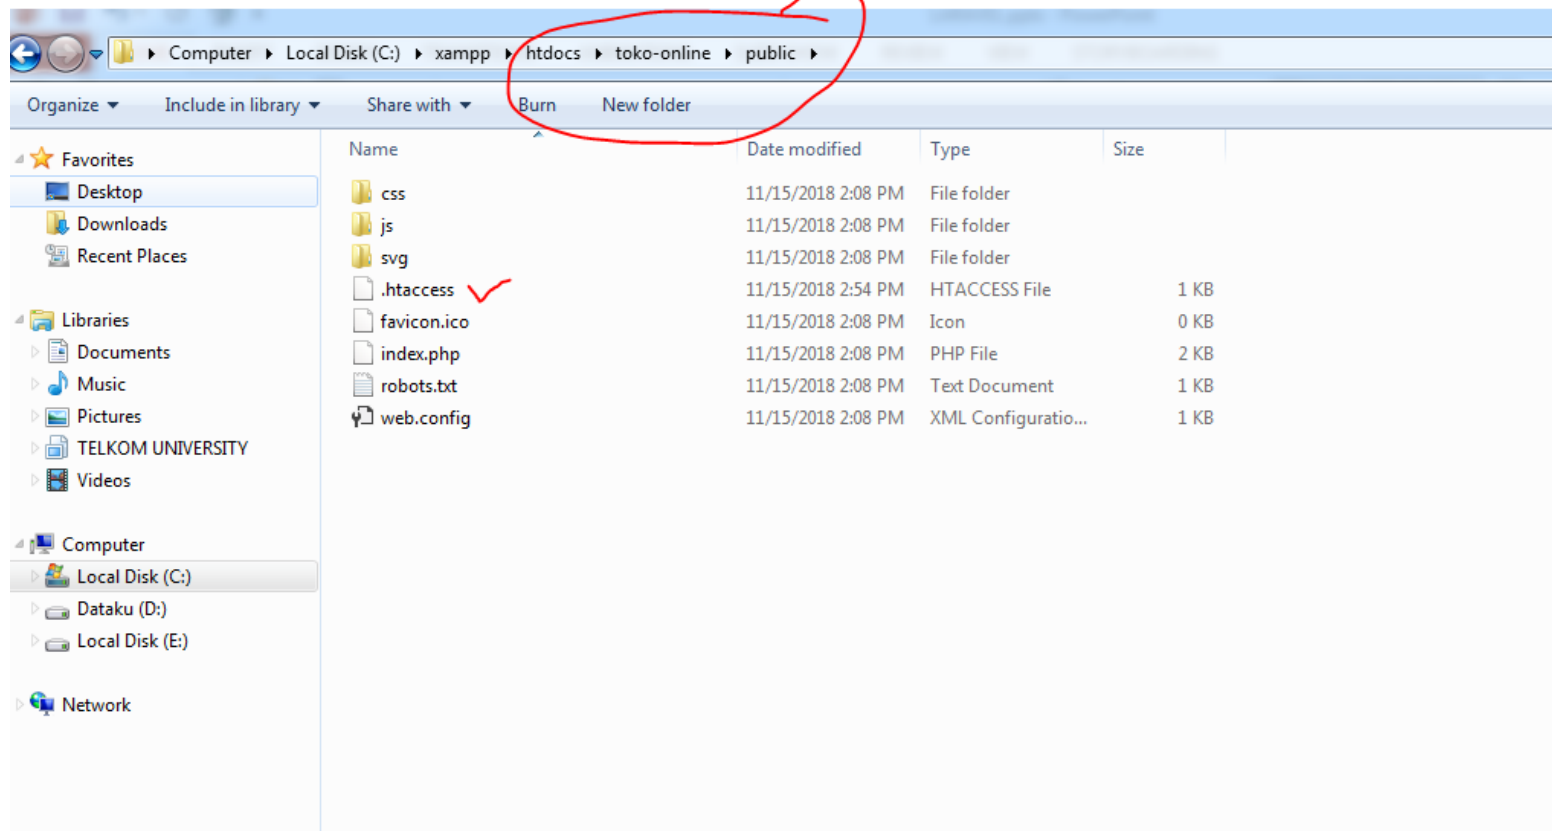 Computer Local Disk (C:) xampp htdocs toko-online public
Organize Include in library Share with Burn New folder
Name Date modified Type Size
Favorites
Desktop
Downloads
Recent Places
Libraries
Documents
Music
Pictures
TELKOM UNIVERSITY
Videos
Computer
Local Disk (C:)
Dataku (D:)
Local Disk (E:)
Network
css 11/15/2018 2:08 PM File folder
js 11/15/2018 2:08 PM File folder
svg 11/15/2018 2:08 PM File folder
.htaccess 11/15/2018 2:54 PM HTACCESS File 1 KB
favicon.ico 11/15/2018 2:08 PM Icon 0 KB
index.php 11/15/2018 2:08 PM PHP File 2 KB
robots.txt 11/15/2018 2:08 PM Text Document 1 KB
web.config 11/15/2018 2:08 PM XML Configuratio... 1 KB